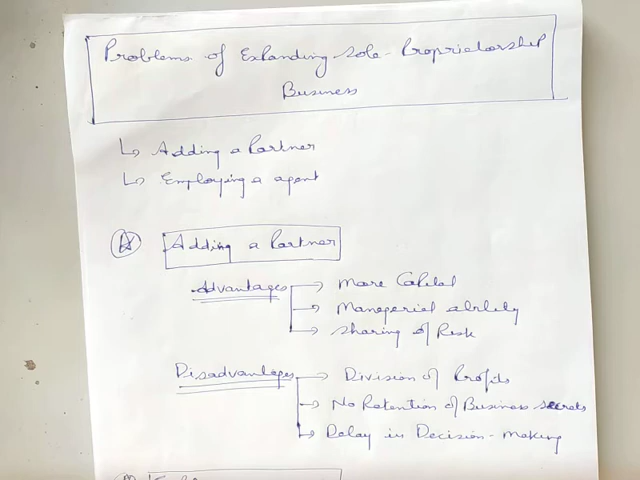 Problems of Expanding Sole-Proprietorship
Business
↳ Adding a Partner
↳ Employing a agent
A Adding a Partner
Advantages → More Capital
→ Managerial ability
→ Sharing of Risk
Disadvantages → Division of Profits
→ No Retention of Business secrets
→ Delay in Decision-Making